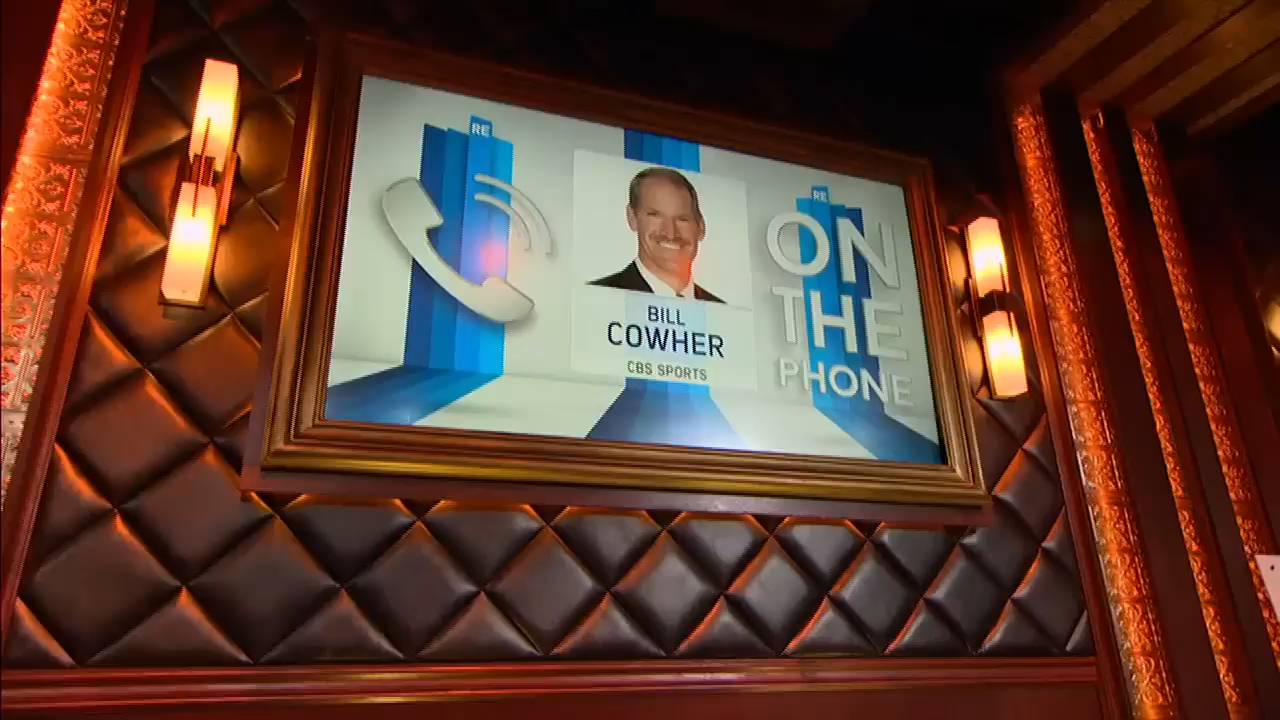 RE
BILL
COWHER
CBS SPORTS
RE
ON
THE
PHONE